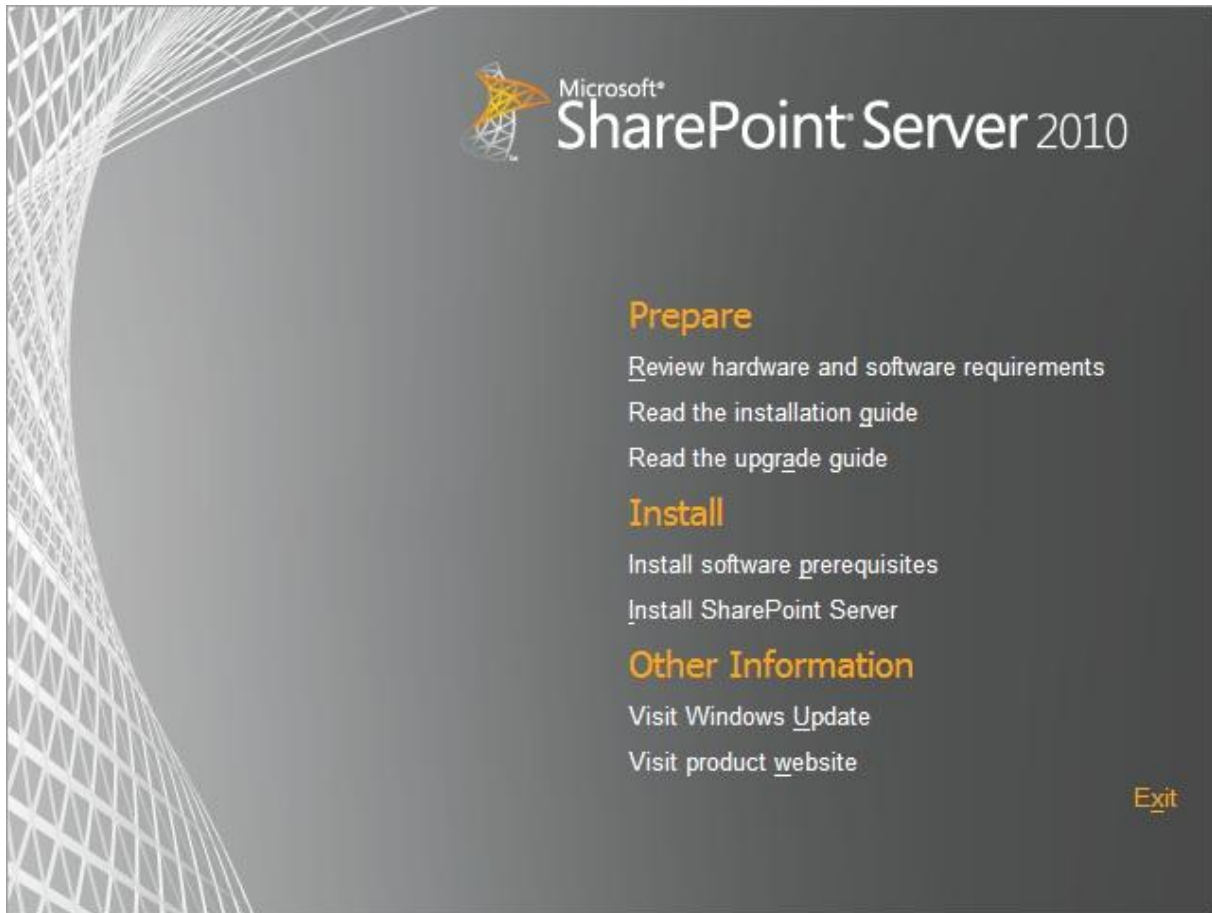 Microsoft®
SharePoint® Server 2010
Prepare
Review hardware and software requirements
Read the installation guide
Read the upgrade guide
Install
Install software prerequisites
Install SharePoint Server
Other Information
Visit Windows Update
Visit product website
Exit